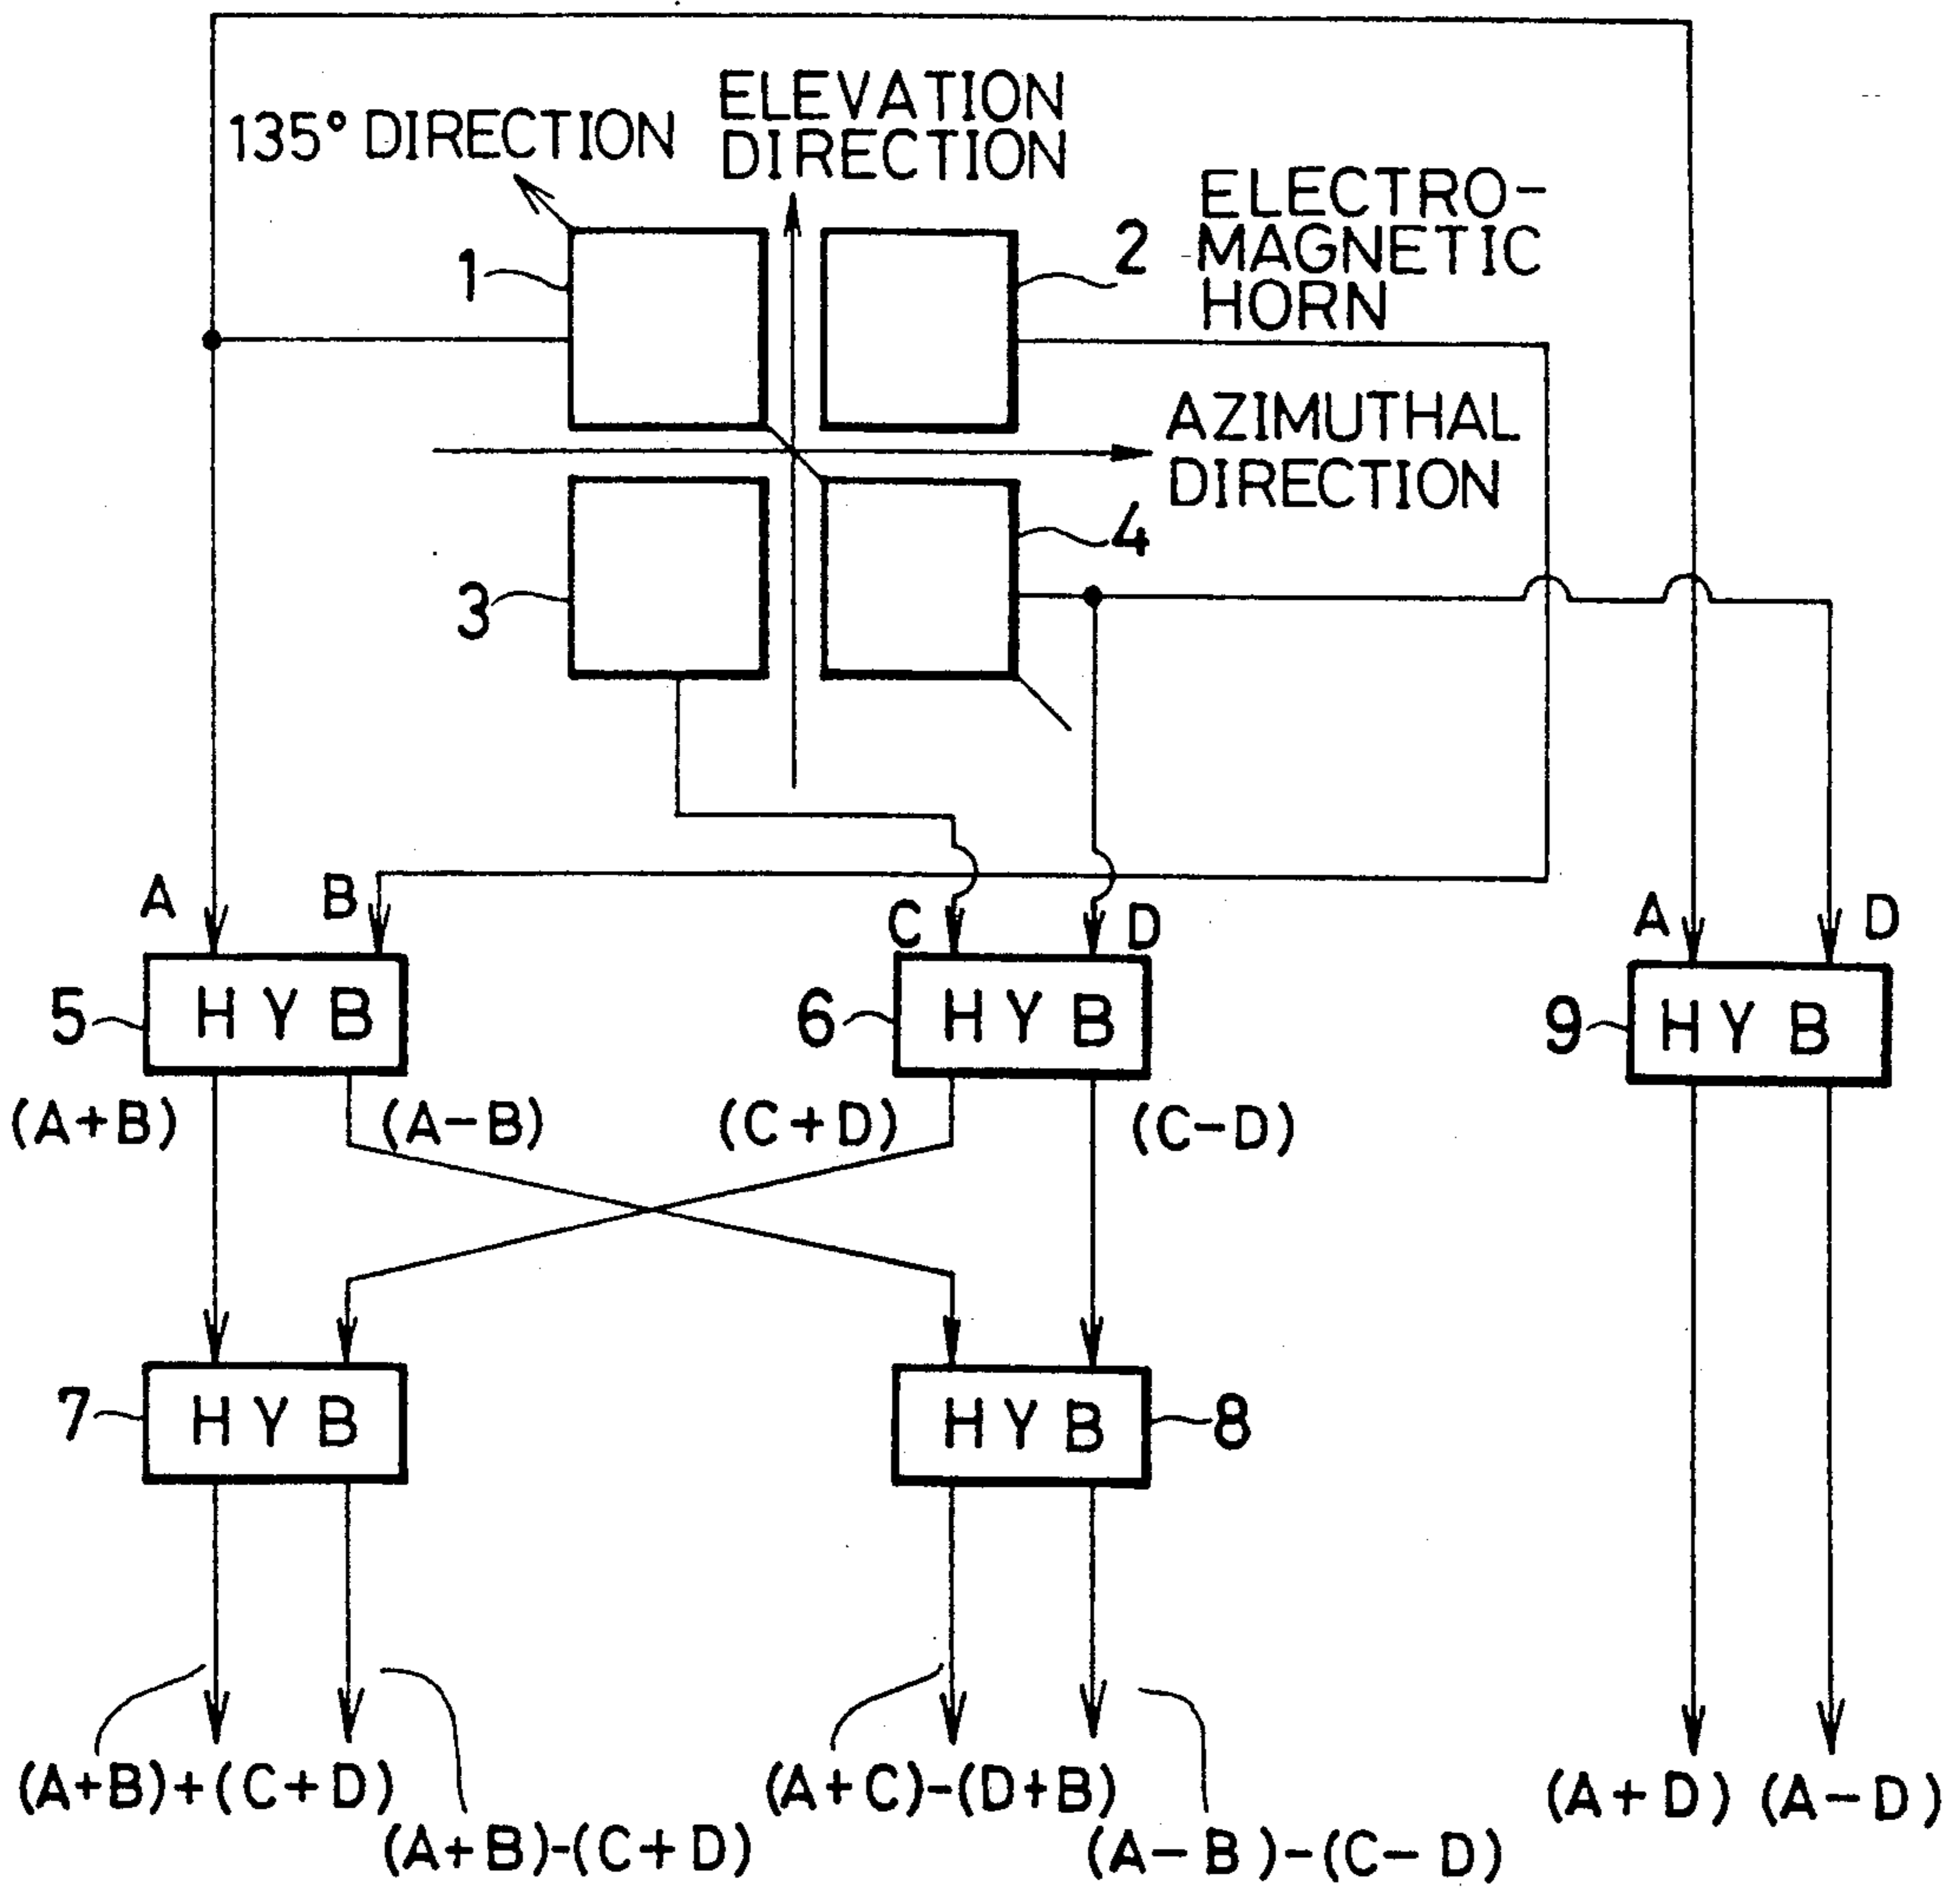 135° DIRECTION
ELEVATION
DIRECTION
ELECTRO-
MAGNETIC
HORN
1
2
AZIMUTHAL
DIRECTION
3
4
A
B
C
D
A
D
5
HYB
6
HYB
9
HYB
(A+B)
(A-B)
(C+D)
(C-D)
7
HYB
HYB
8
(A+B)+(C+D)
(A+B)-(C+D)
(A+C)-(D+B)
(A-B)-(C-D)
(A+D)
(A-D)